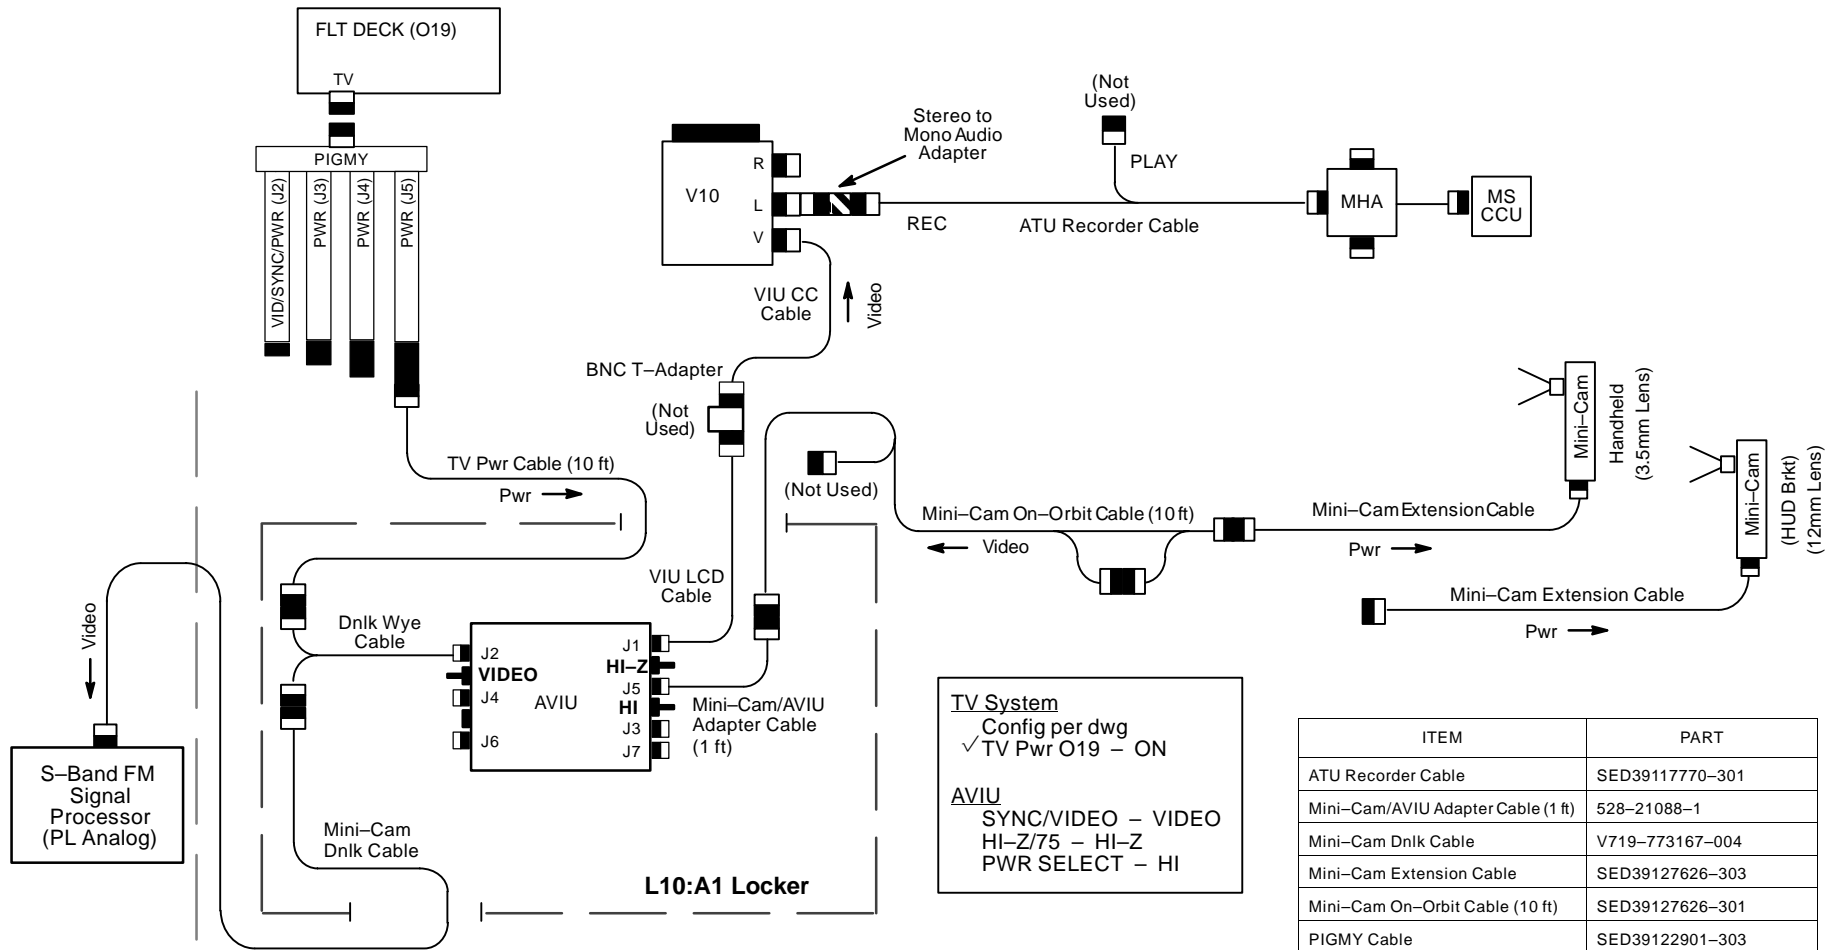 FLT DECK (O19)
TV
PIGMY
VID/SYNC/PWR (J2)
PWR (J3)
PWR (J4)
PWR (J5)
V10
R
L
V
Stereo to
Mono Audio
Adapter
(Not
Used)
PLAY
REC
ATU Recorder Cable
MHA
MS
CCU
VIU CC
Cable
Video
BNC T–Adapter
(Not
Used)
TV Pwr Cable (10 ft)
Pwr
(Not Used)
Mini–Cam On–Orbit Cable (10 ft)
Video
Mini–Cam Extension Cable
Pwr
Mini–Cam
Handheld
(3.5mm Lens)
Mini–Cam
(HUD Brkt)
(12mm Lens)
Mini–Cam Extension Cable
Pwr
VIU LCD
Cable
Video
Dnlk Wye
Cable
J2
VIDEO
J4
J6
AVIU
J1
HI–Z
J5
HI
J3
J7
Mini–Cam/AVIU
Adapter Cable
(1 ft)
S–Band FM
Signal
Processor
(PL Analog)
Mini–Cam
Dnlk Cable
L10:A1 Locker
TV System
Config per dwg
√ TV Pwr O19 – ON
AVIU
SYNC/VIDEO – VIDEO
HI–Z/75 – HI–Z
PWR SELECT – HI
ITEM PART
ATU Recorder Cable SED39117770–301
Mini–Cam/AVIU Adapter Cable (1 ft) 528–21088–1
Mini–Cam Dnlk Cable V719–773167–004
Mini–Cam Extension Cable SED39127626–303
Mini–Cam On–Orbit Cable (10 ft) SED39127626–301
PIGMY Cable SED39122901–303